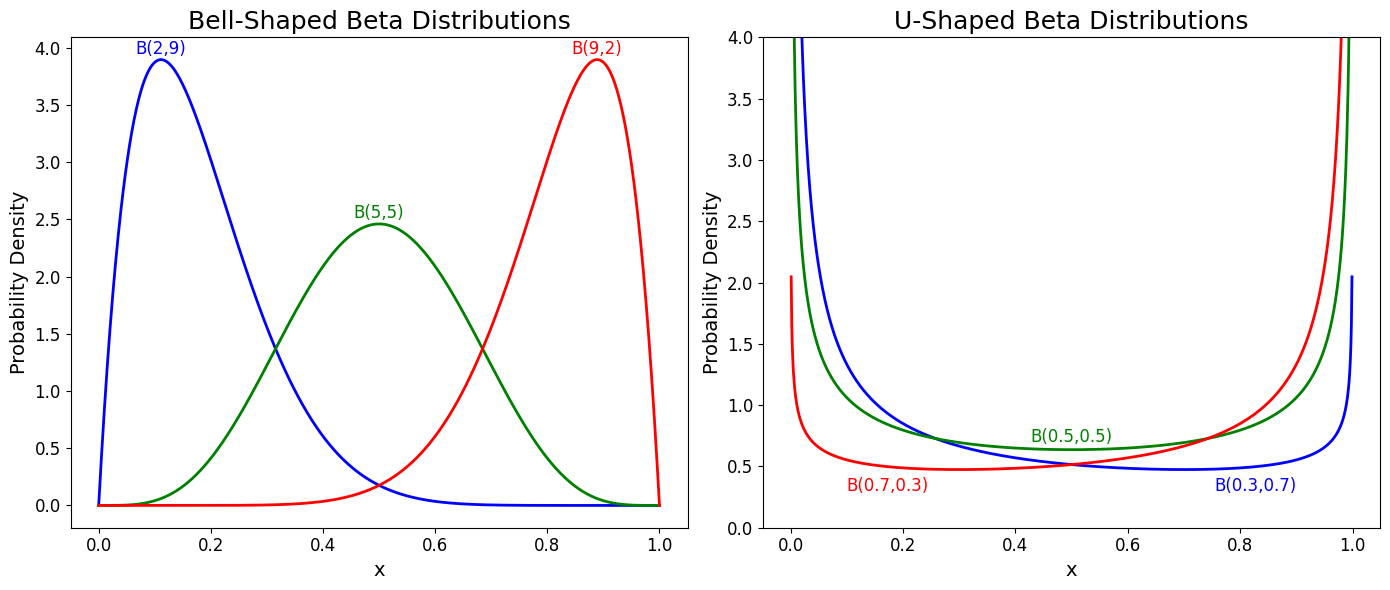 Bell-Shaped Beta Distributions
Probability Density
4.0
3.5
3.0
2.5
2.0
1.5
1.0
0.5
0.0
B(2,9)
B(9,2)
B(5,5)
0.0 0.2 0.4 0.6 0.8 1.0
x
U-Shaped Beta Distributions
Probability Density
4.0
3.5
3.0
2.5
2.0
1.5
1.0
0.5
0.0
B(0.5,0.5)
B(0.7,0.3)
B(0.3,0.7)
0.0 0.2 0.4 0.6 0.8 1.0
x